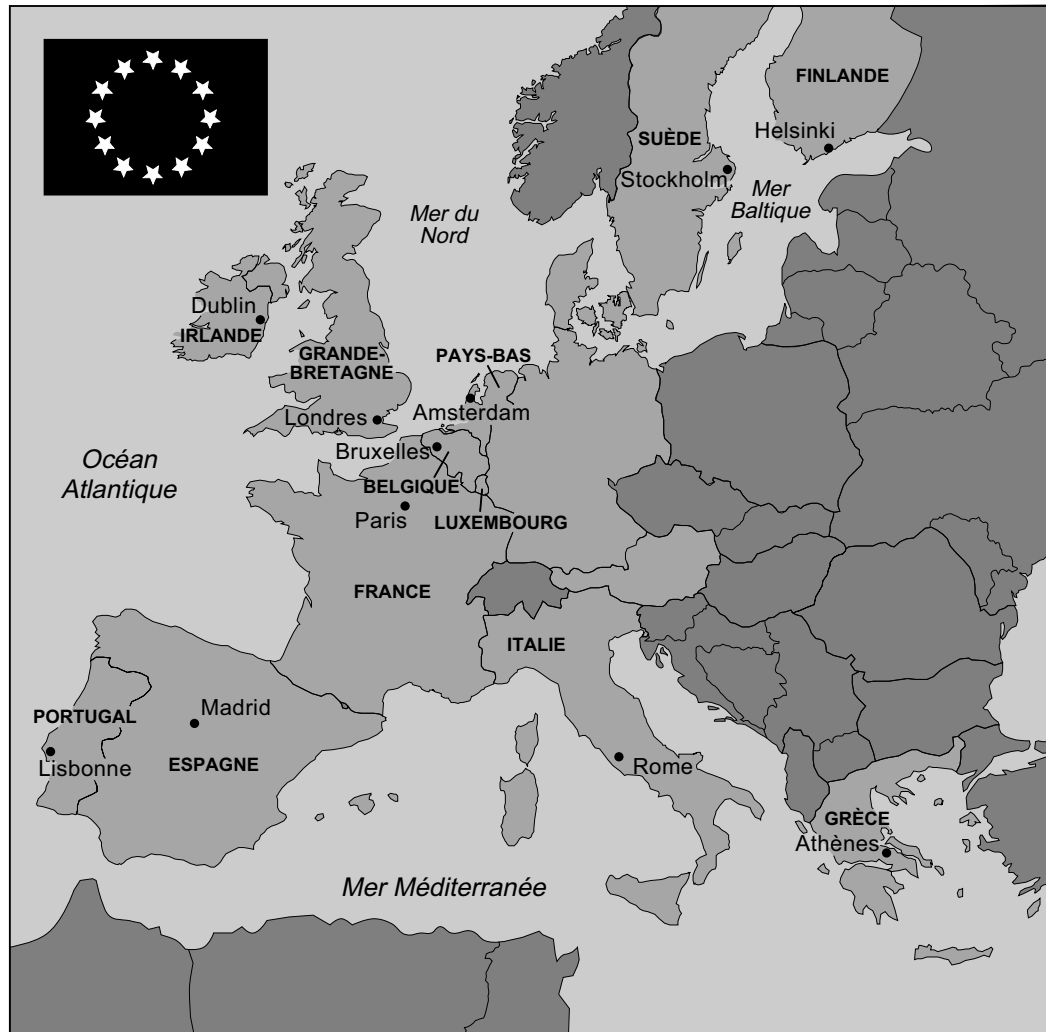 FINLANDE
Helsinki
SUÈDE
Stockholm
Mer
Baltique
Mer du
Nord
Dublin
IRLANDE
GRANDE-
BRETAGNE
PAYS-BAS
Londres
Amsterdam
Bruxelles
Océan
Atlantique
BELGIQUE
Paris
LUXEMBOURG
FRANCE
ITALIE
PORTUGAL
Madrid
Lisbonne
ESPAGNE
Rome
GRÈCE
Athènes
Mer Méditerranée